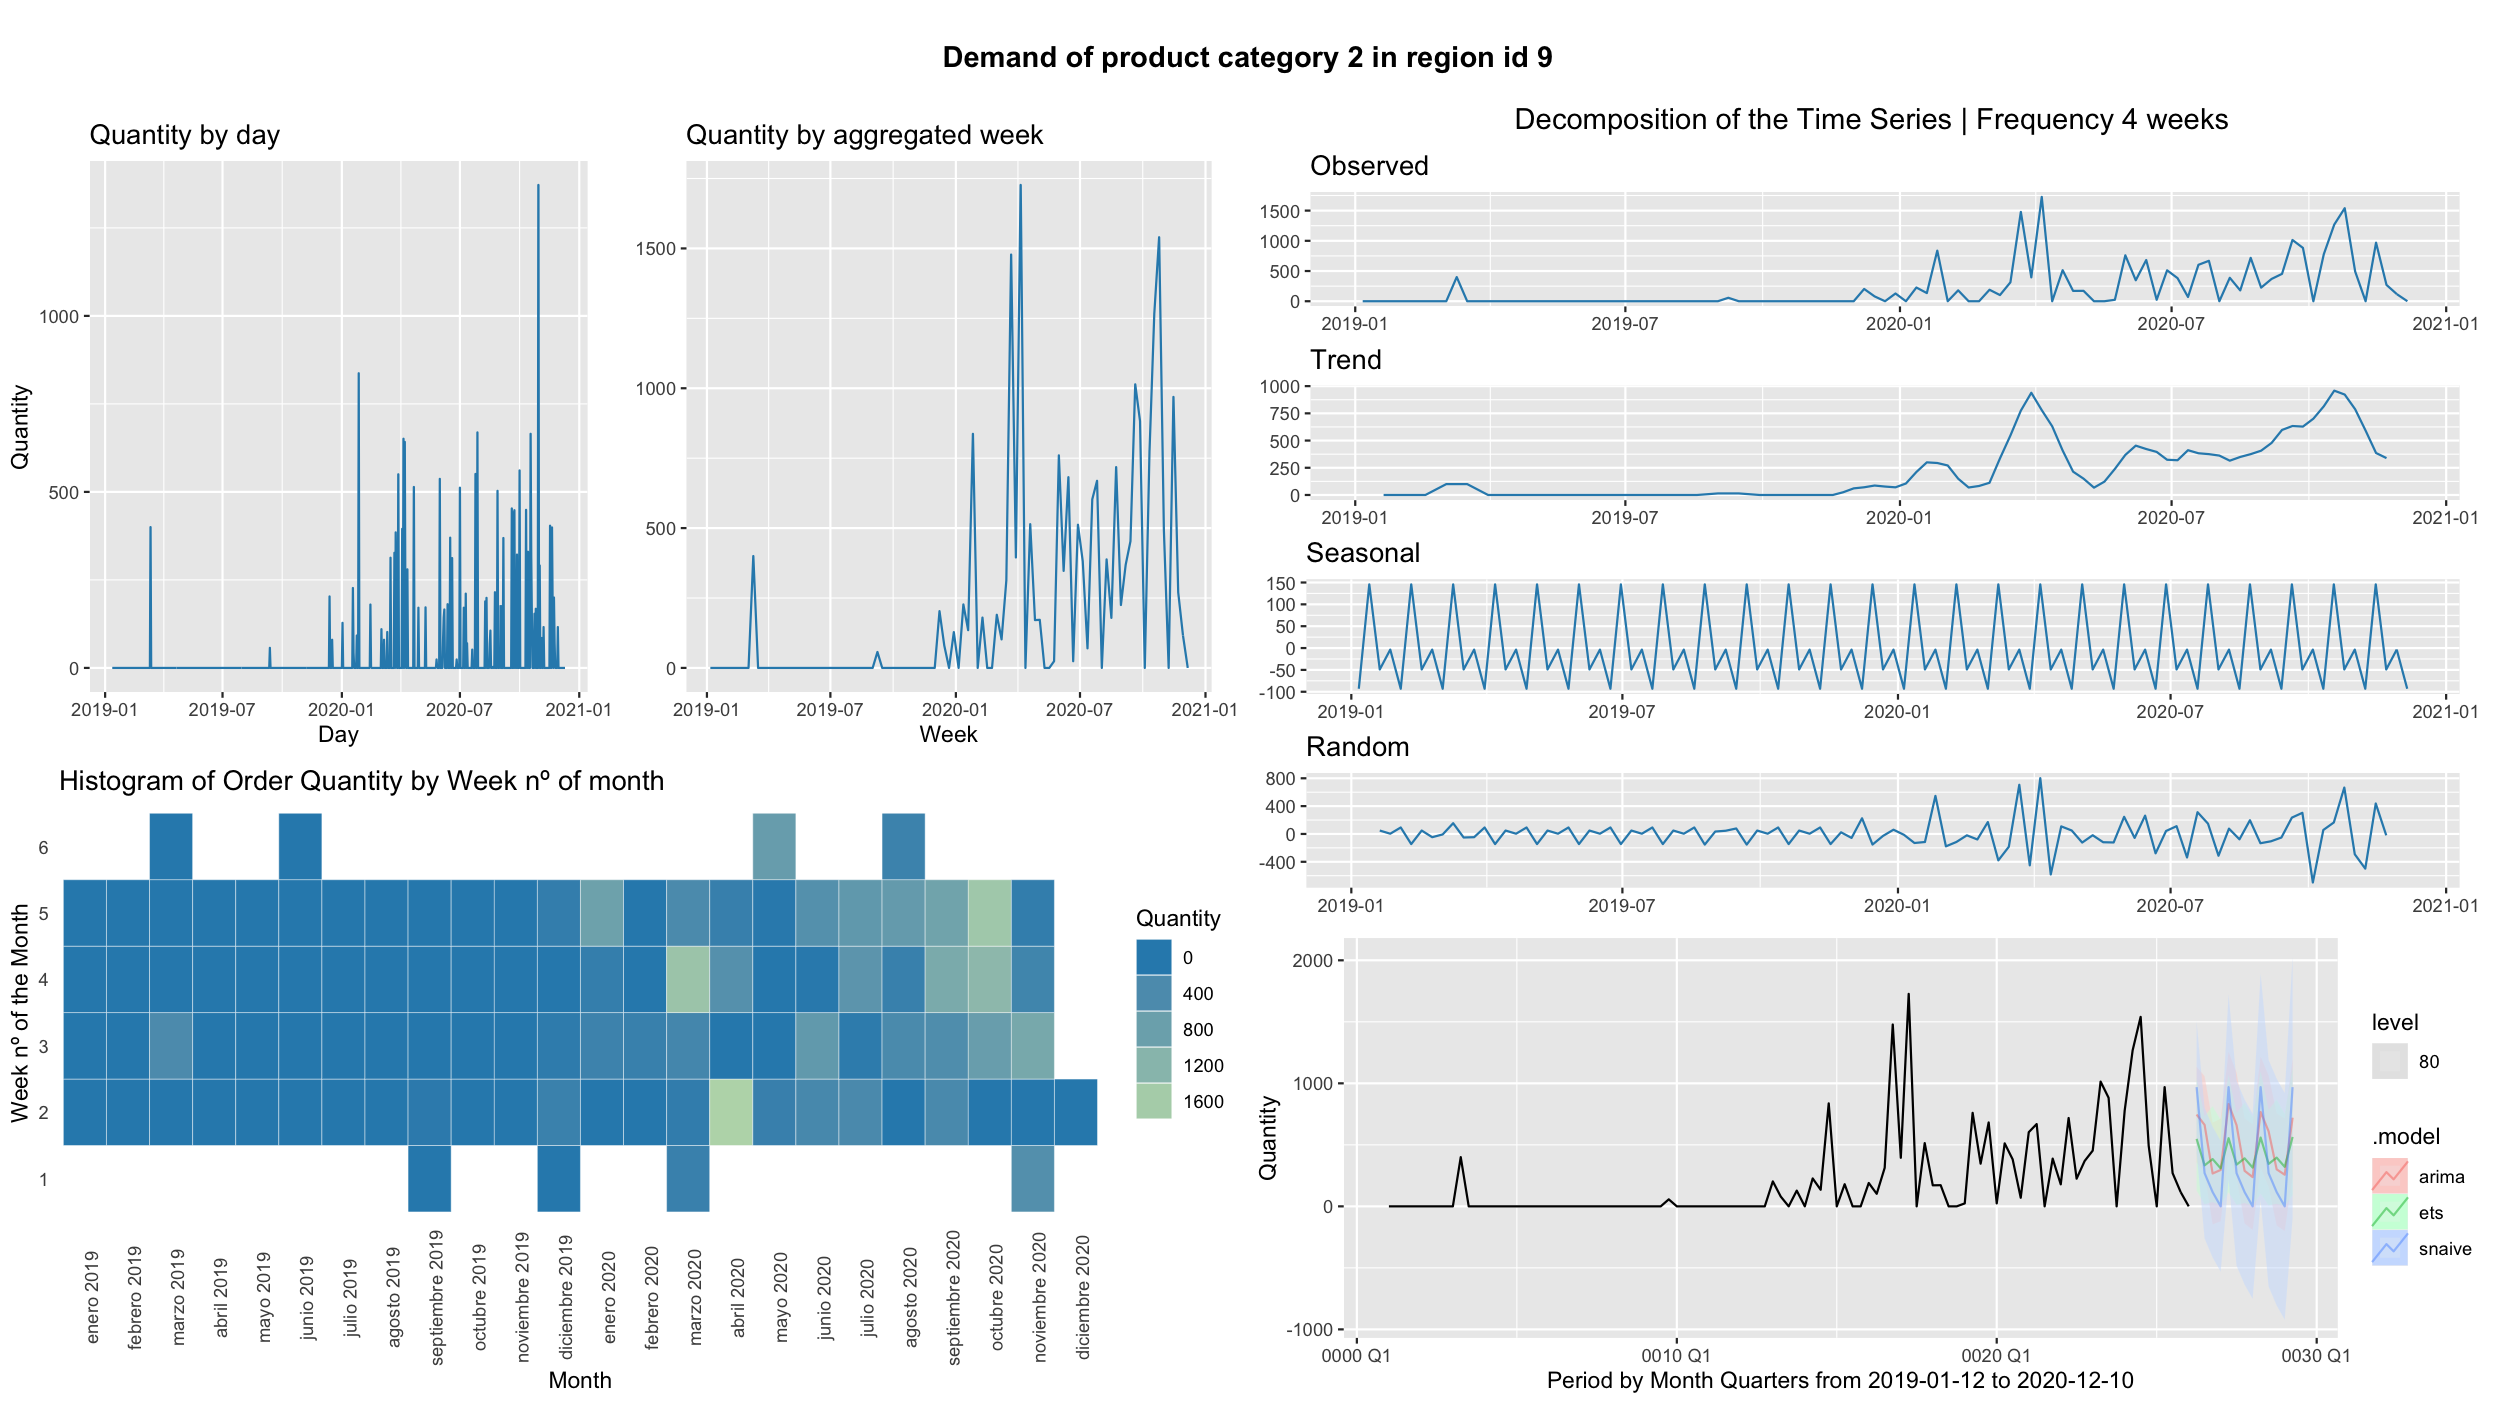 Demand of product category 2 in region id 9
Quantity by day
Quantity
1000
500
0
2019-01 2019-07 2020-01 2020-07 2021-01
Day
Quantity by aggregated week
1500
1000
500
0
2019-01 2019-07 2020-01 2020-07 2021-01
Week
Histogram of Order Quantity by Week nº of month
Week nº of the Month
6
5
4
3
2
1
enero 2019
febrero 2019
marzo 2019
abril 2019
mayo 2019
junio 2019
julio 2019
agosto 2019
septiembre 2019
octubre 2019
noviembre 2019
diciembre 2019
enero 2020
febrero 2020
marzo 2020
abril 2020
mayo 2020
junio 2020
julio 2020
agosto 2020
septiembre 2020
octubre 2020
noviembre 2020
diciembre 2020
Month
Quantity
0
400
800
1200
1600
Decomposition of the Time Series | Frequency 4 weeks
Observed
1500
1000
500
0
2019-01 2019-07 2020-01 2020-07 2021-01
Trend
1000
750
500
250
0
2019-01 2019-07 2020-01 2020-07 2021-01
Seasonal
150
100
50
0
-50
-100
2019-01 2019-07 2020-01 2020-07 2021-01
Random
800
400
0
-400
2019-01 2019-07 2020-01 2020-07 2021-01
Quantity
2000
1000
0
-1000
0000 Q1 0010 Q1 0020 Q1 0030 Q1
Period by Month Quarters from 2019-01-12 to 2020-12-10
level
80
.model
arima
ets
snaive